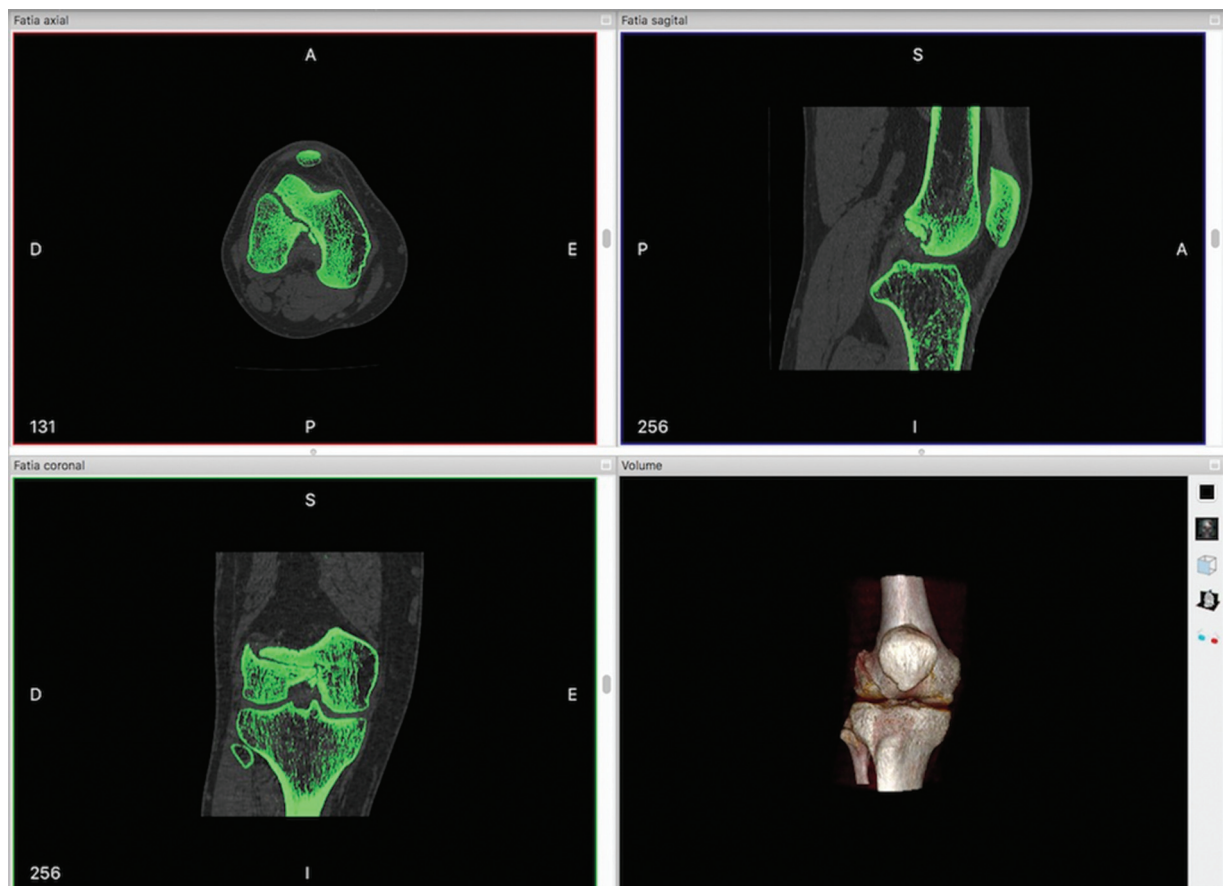 Fatia axial
A
D
E
131
P
Fatia sagital
S
P
A
256
I
Fatia coronal
S
D
E
256
I
Volume